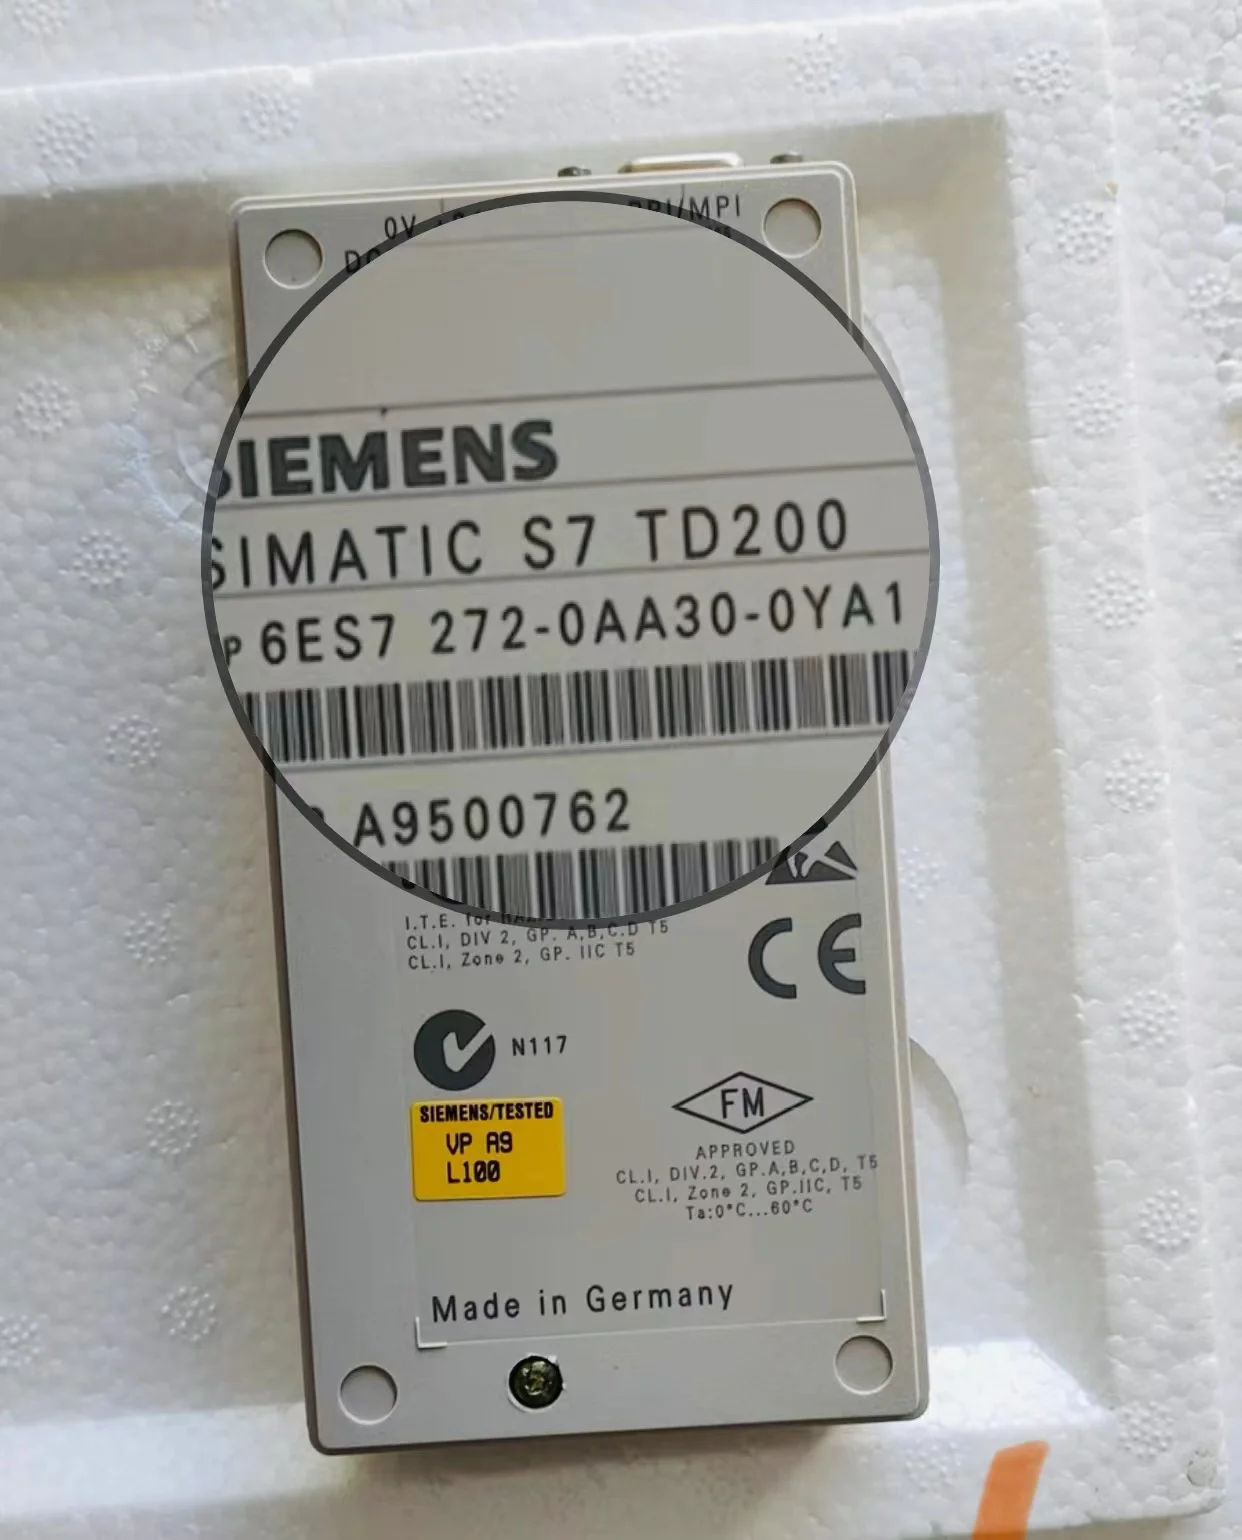 0V
PPI/MPI
SIEMENS
SIMATIC S7 TD200
P 6ES7 272-0AA30-0YA1
A9500762
I.T.E. for
CL.I, DIV 2, GP. A,B,C,D T5
CL.I, Zone 2, GP. IIC T5
CE
N117
SIEMENS/TESTED
VP A9
L100
FM
APPROVED
CL.I, DIV.2, GP.A,B,C,D, T5
CL.I, Zone 2, GP.IIC, T5
Ta:0°C...60°C
Made in Germany